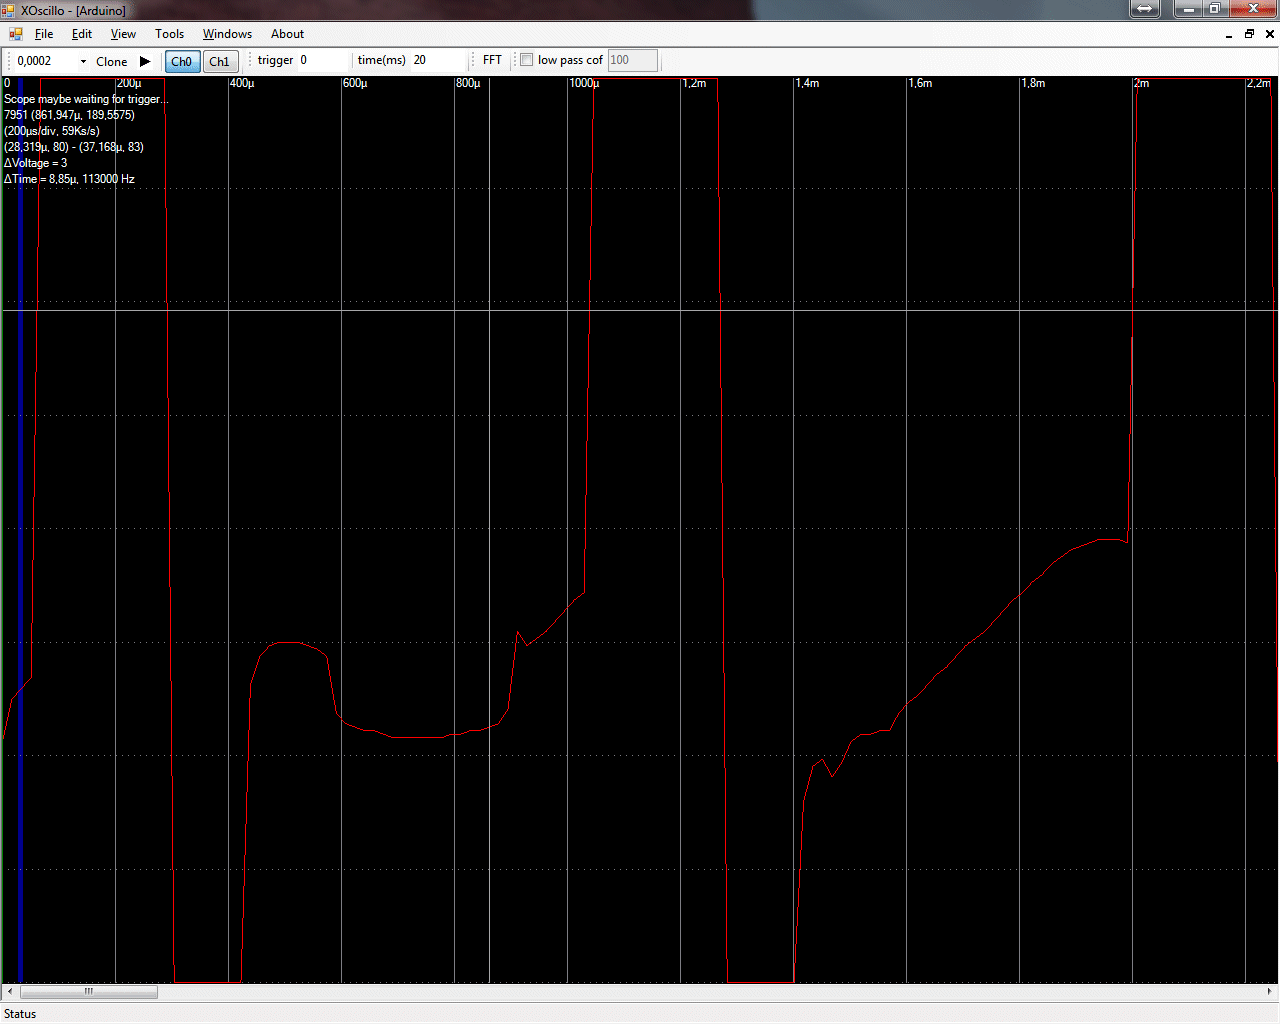 XOscillo - [Arduino]
File Edit View Tools Windows About
0,0002 Clone Ch0 Ch1 trigger 0 time(ms) 20 FFT low pass cof 100
0 200µ 400µ 600µ 800µ 1000µ 1,2m 1,4m 1,6m 1,8m 2m 2,2m
Scope maybe waiting for trigger...
7951 (861,947µ, 189,5575)
(200µs/div, 59Ks/s)
(28,319µ, 80) - (37,168µ, 83)
ΔVoltage = 3
ΔTime = 8,85µ, 113000 Hz
Status